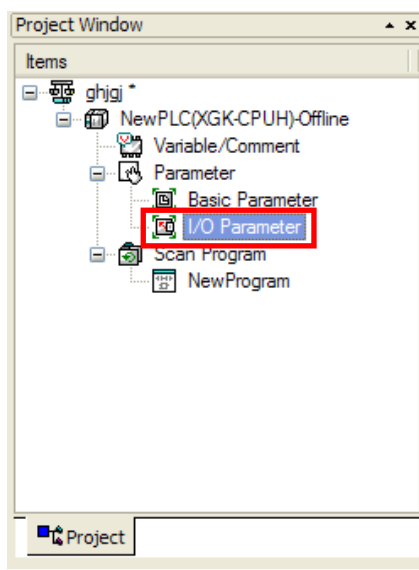 Project Window
Items
ghjgj *
NewPLC(XGK-CPUH)-Offline
Variable/Comment
Parameter
Basic Parameter
I/O Parameter
Scan Program
NewProgram
Project